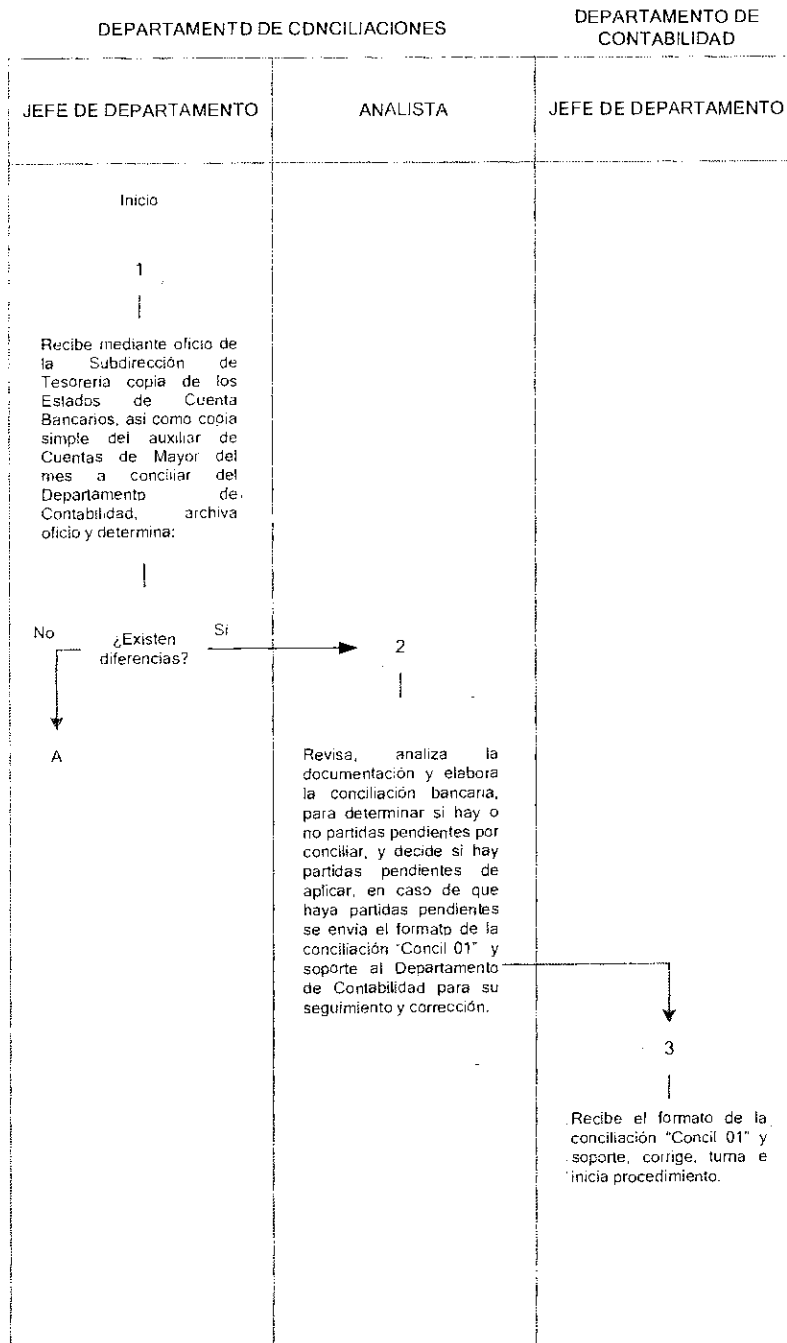 DEPARTAMENTO DE CONCILIACIONES
DEPARTAMENTO DE
CONTABILIDAD
JEFE DE DEPARTAMENTO
ANALISTA
JEFE DE DEPARTAMENTO
Inicio
1
Recibe mediante oficio de
la Subdirección de
Tesoreria copia de los
Estados de Cuenta
Bancarios, asi como copia
simple del auxiliar de
Cuentas de Mayor del
mes a conciliar del
Departamento de
Contabilidad, archiva
oficio y determina:
No
¿Existen
diferencias?
Si
A
2
Revisa, analiza la
documentación y elabora
la conciliación bancaria,
para determinar si hay o
no partidas pendientes por
conciliar, y decide si hay
partidas pendientes de
aplicar, en caso de que
haya partidas pendientes
se envia el formato de la
conciliación "Concil 01" y
soporte al Departamento
de Contabilidad para su
seguimiento y corrección.
3
Recibe el formato de la
conciliación "Concil 01" y
soporte, corrige, turna e
inicia procedimiento.